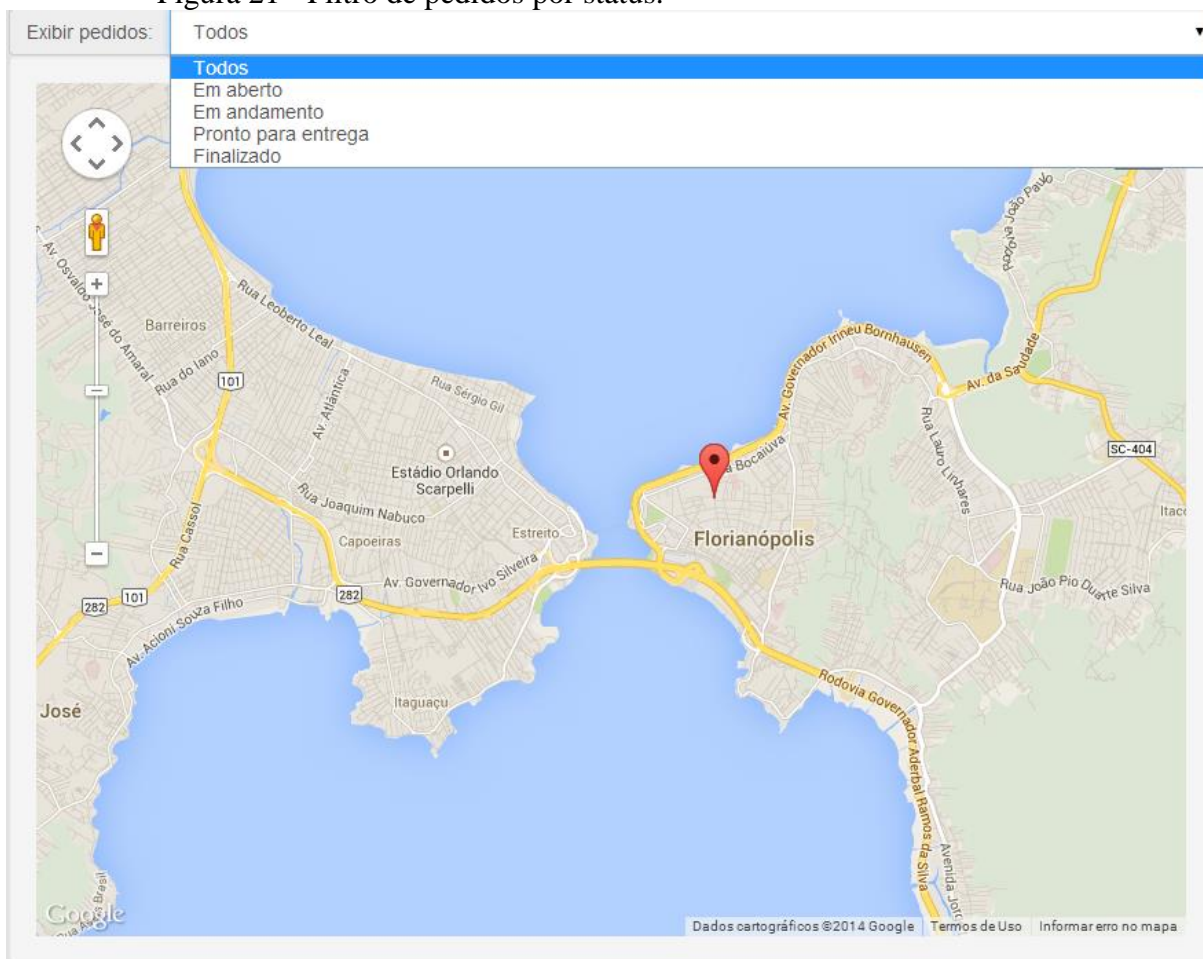 Figura 21 - Filtro de pedidos por status.
Exibir pedidos:
Todos
Todos
Em aberto
Em andamento
Pronto para entrega
Finalizado
Rodovia João Paulo
Av. Osvaldo José do Amaral
Rua Leoberto Leal
Barreiros
Rua do Iano
101
Av. Atlântica
Rua Sérgio Gil
Av. Governador Irineu Bornhausen
Av. da Saudade
Rua Lauro Linhares
SC-404
Estádio Orlando
Scarpelli
Bocaiúva
Rua Joaquim Nabuco
Itaco
Rua Cassol
Capoeiras
Estreito
Florianópolis
Av. Governador Ivo Silveira
Rua João Pio Duarte Silva
282
101
282
Av. Acioni Souza Filho
Rodovia Governador Aderbal Ramos da Silva
José
Itaguaçu
Avenida Jorg
Brasil
Google
Dados cartográficos ©2014 Google
Termos de Uso
Informar erro no mapa